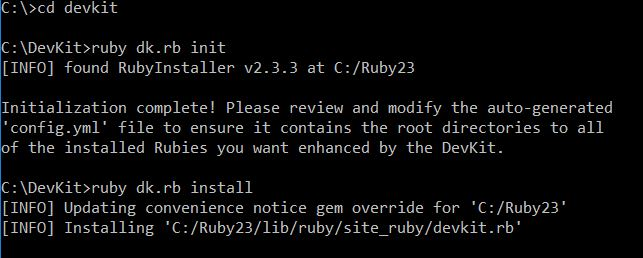 C:\>cd devkit
C:\DevKit>ruby dk.rb init
[INFO] found RubyInstaller v2.3.3 at C:/Ruby23
Initialization complete! Please review and modify the auto-generated
'config.yml' file to ensure it contains the root directories to all
of the installed Rubies you want enhanced by the DevKit.
C:\DevKit>ruby dk.rb install
[INFO] Updating convenience notice gem override for 'C:/Ruby23'
[INFO] Installing 'C:/Ruby23/lib/ruby/site_ruby/devkit.rb'